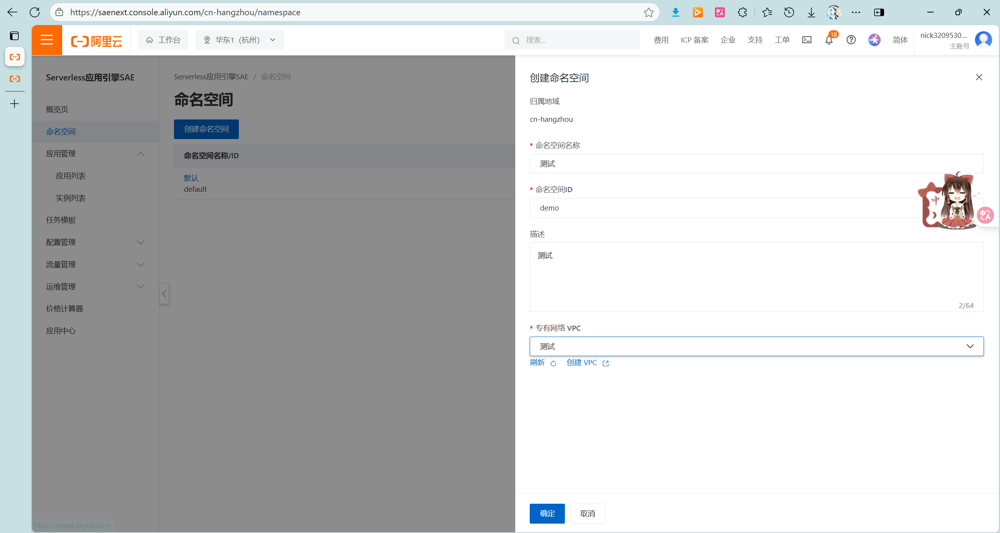 https://saenext.console.aliyun.com/cn-hangzhou/namespace
阿里云
工作台
华东1（杭州）
搜索...
费用
ICP 备案
企业
支持
工单
18
简体
nick3209530...
主账号
Serverless应用引擎SAE
概览页
命名空间
应用管理
应用列表
实例列表
任务模板
配置管理
流量管理
运维管理
价格计算器
应用中心
https://www.aliyun.com
Serverless应用引擎SAE / 命名空间
命名空间
创建命名空间
命名空间名称/ID
默认
default
创建命名空间
归属地域
cn-hangzhou
* 命名空间名称
测试
* 命名空间ID
demo
中
中A
描述
测试
2/64
* 专有网络 VPC
测试
刷新
创建 VPC
确定
取消